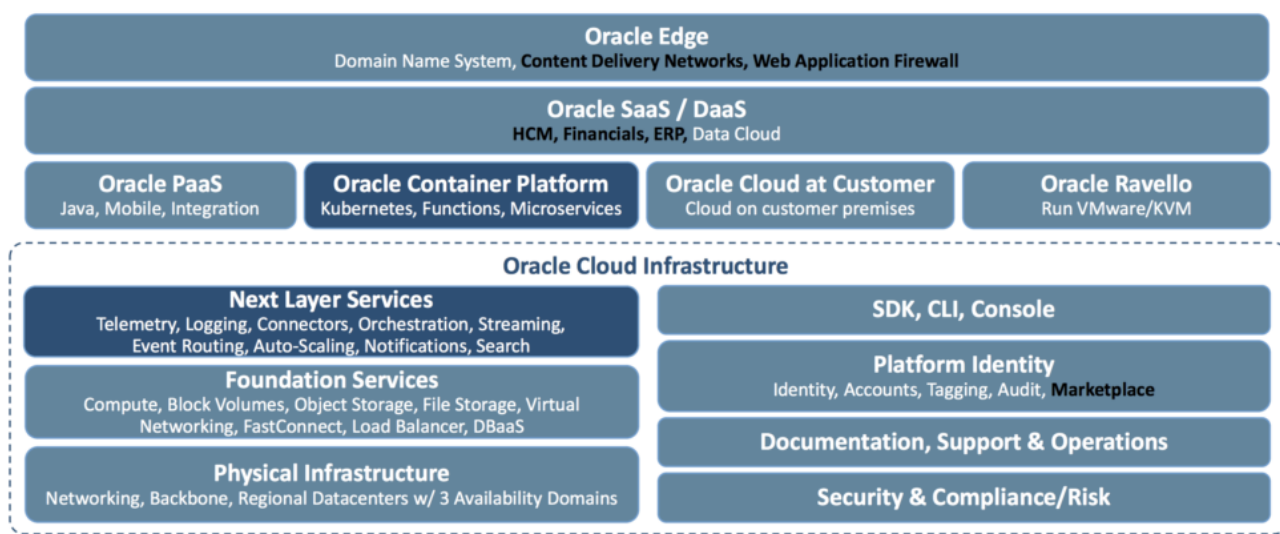 Oracle Edge
Domain Name System, Content Delivery Networks, Web Application Firewall
Oracle SaaS / DaaS
HCM, Financials, ERP, Data Cloud
Oracle PaaS
Java, Mobile, Integration
Oracle Container Platform
Kubernetes, Functions, Microservices
Oracle Cloud at Customer
Cloud on customer premises
Oracle Ravello
Run VMware/KVM
Oracle Cloud Infrastructure
Next Layer Services
Telemetry, Logging, Connectors, Orchestration, Streaming,
Event Routing, Auto-Scaling, Notifications, Search
Foundation Services
Compute, Block Volumes, Object Storage, File Storage, Virtual
Networking, FastConnect, Load Balancer, DBaaS
Physical Infrastructure
Networking, Backbone, Regional Datacenters w/ 3 Availability Domains
SDK, CLI, Console
Platform Identity
Identity, Accounts, Tagging, Audit, Marketplace
Documentation, Support & Operations
Security & Compliance/Risk